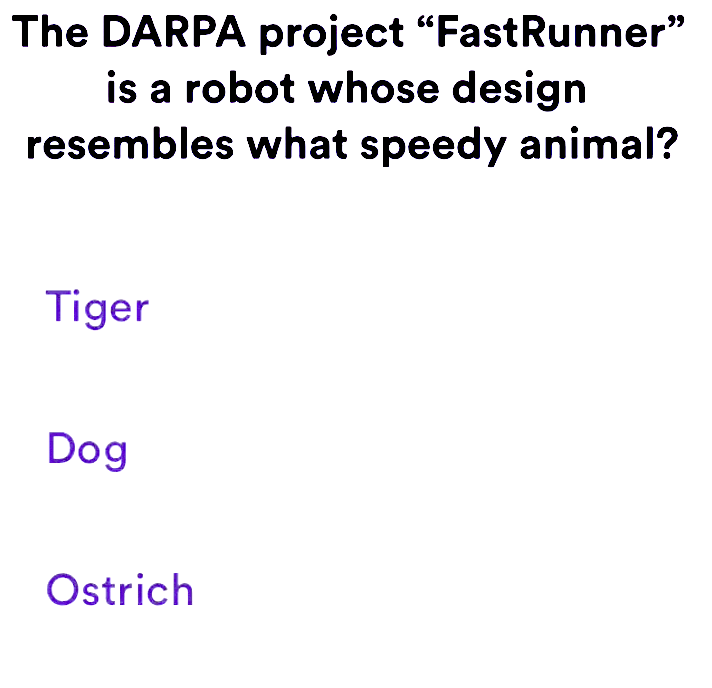 The DARPA project “FastRunner”
is a robot whose design
resembles what speedy animal?
Tiger
Dog
Ostrich